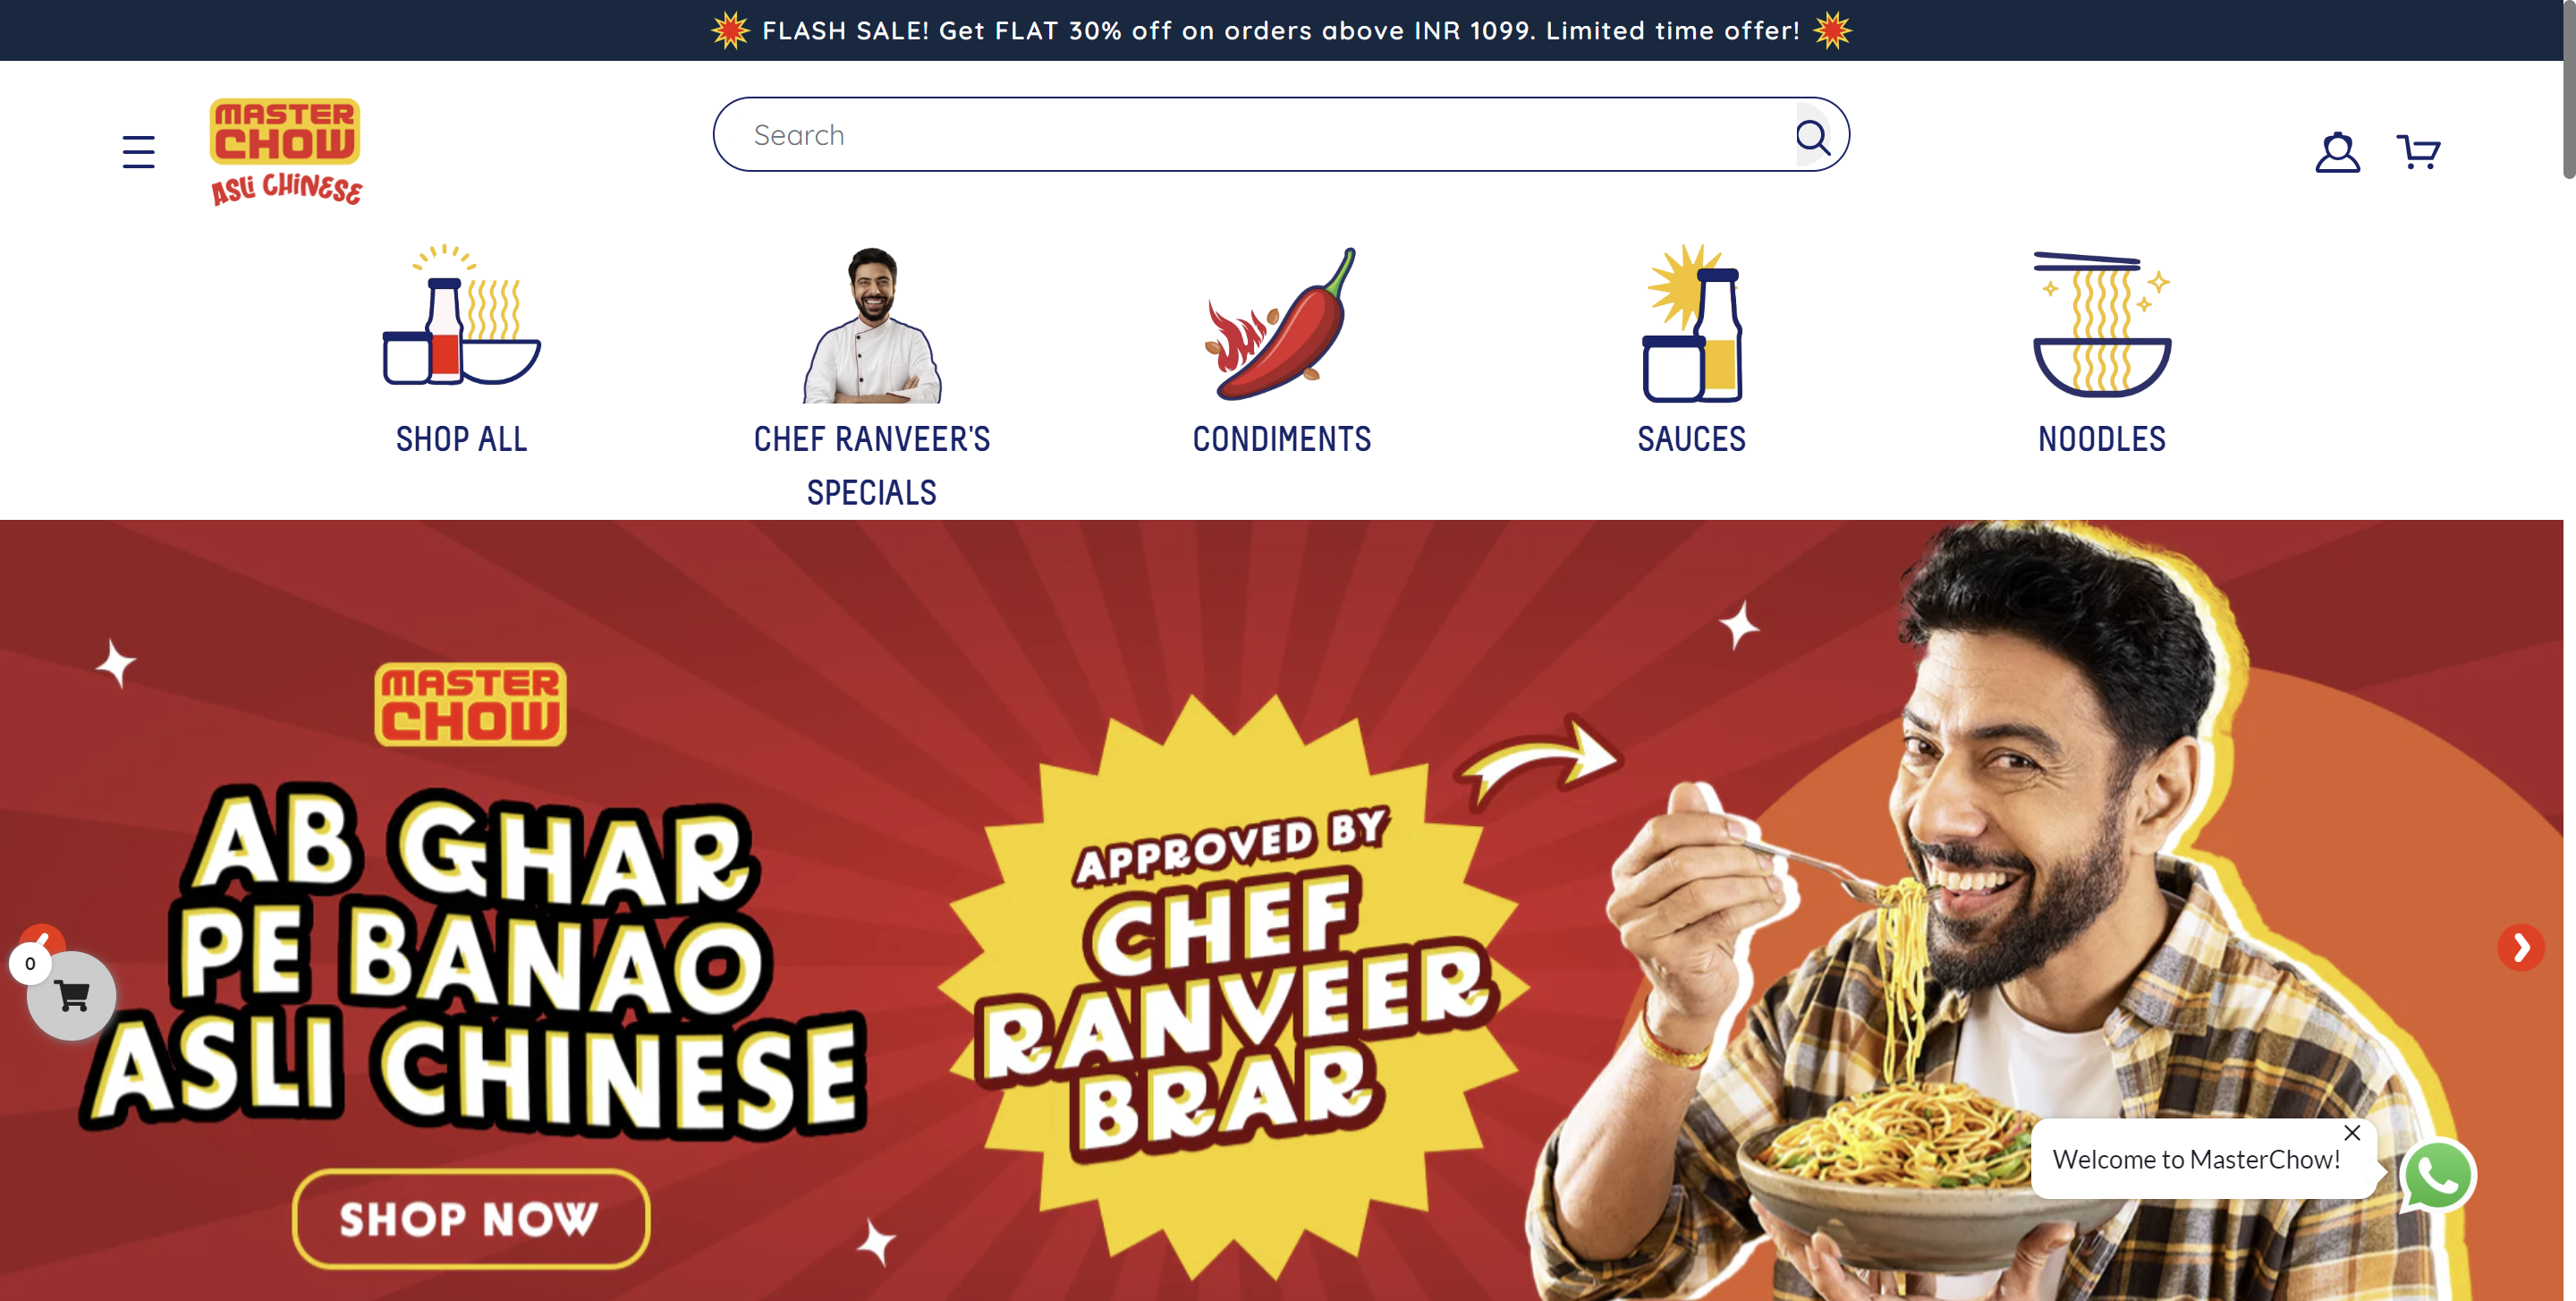 FLASH SALE! Get FLAT 30% off on orders above INR 1099. Limited time offer!
MASTER
CHOW
ASLI CHINESE
Search
SHOP ALL
CHEF RANVEER'S
SPECIALS
CONDIMENTS
SAUCES
NOODLES
MASTER
CHOW
AB GHAR
PE BANAO
ASLI CHINESE
SHOP NOW
APPROVED BY
CHEF
RANVEER
BRAR
0
Welcome to MasterChow!